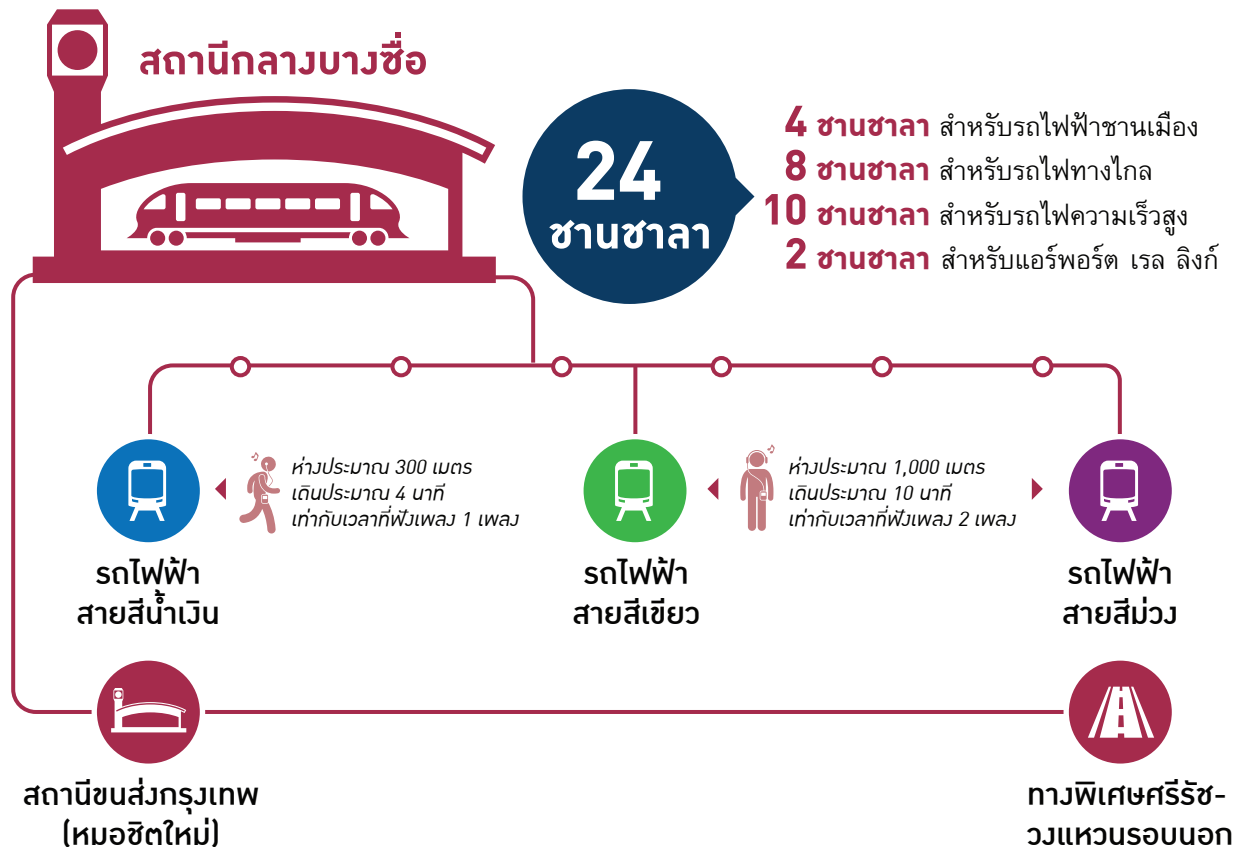 สถานีกลางบางซื่อ
24
ชานชาลา
4 ชานชาลา สำหรับรถไฟฟ้าชานเมือง
8 ชานชาลา สำหรับรถไฟทางไกล
10 ชานชาลา สำหรับรถไฟความเร็วสูง
2 ชานชาลา สำหรับแอร์พอร์ต เรล ลิงก์
ห่างประมาณ 300 เมตร
เดินประมาณ 4 นาที
เท่ากับเวลาที่ฟังเพลง 1 เพลง
ห่างประมาณ 1,000 เมตร
เดินประมาณ 10 นาที
เท่ากับเวลาที่ฟังเพลง 2 เพลง
รถไฟฟ้า
สายสีน้ำเงิน
รถไฟฟ้า
สายสีเขียว
รถไฟฟ้า
สายสีม่วง
สถานีขนส่งกรุงเทพ
(หมอชิตใหม่)
ทางพิเศษศรีรัช-
วงแหวนรอบนอก